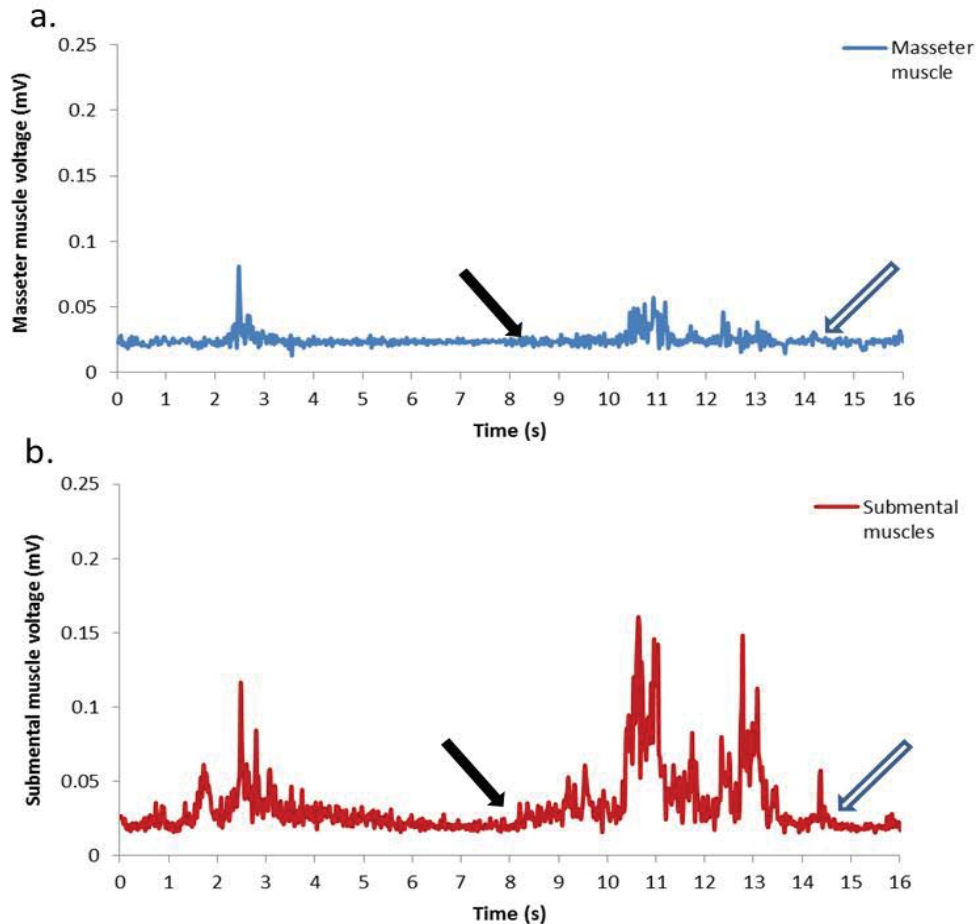 a.
Masseter muscle voltage (mV)
0.25
0.2
0.15
0.1
0.05
0
Masseter
muscle
0 1 2 3 4 5 6 7 8 9 10 11 12 13 14 15 16
Time (s)
b.
Submental muscle voltage (mV)
0.25
0.2
0.15
0.1
0.05
0
Submental
muscles
0 1 2 3 4 5 6 7 8 9 10 11 12 13 14 15 16
Time (s)